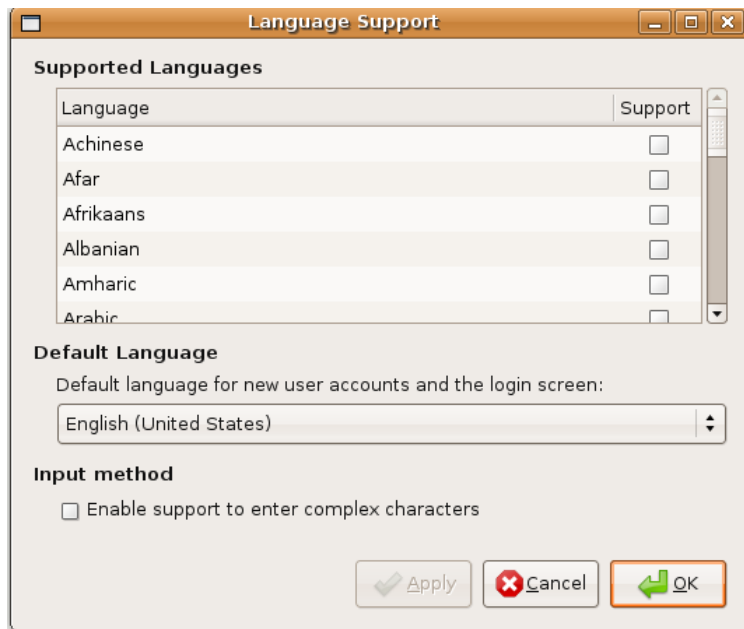 Language Support
Supported Languages
Language Support
Achinese
Afar
Afrikaans
Albanian
Amharic
Arabic
Default Language
Default language for new user accounts and the login screen:
English (United States)
Input method
Enable support to enter complex characters
Apply Cancel OK